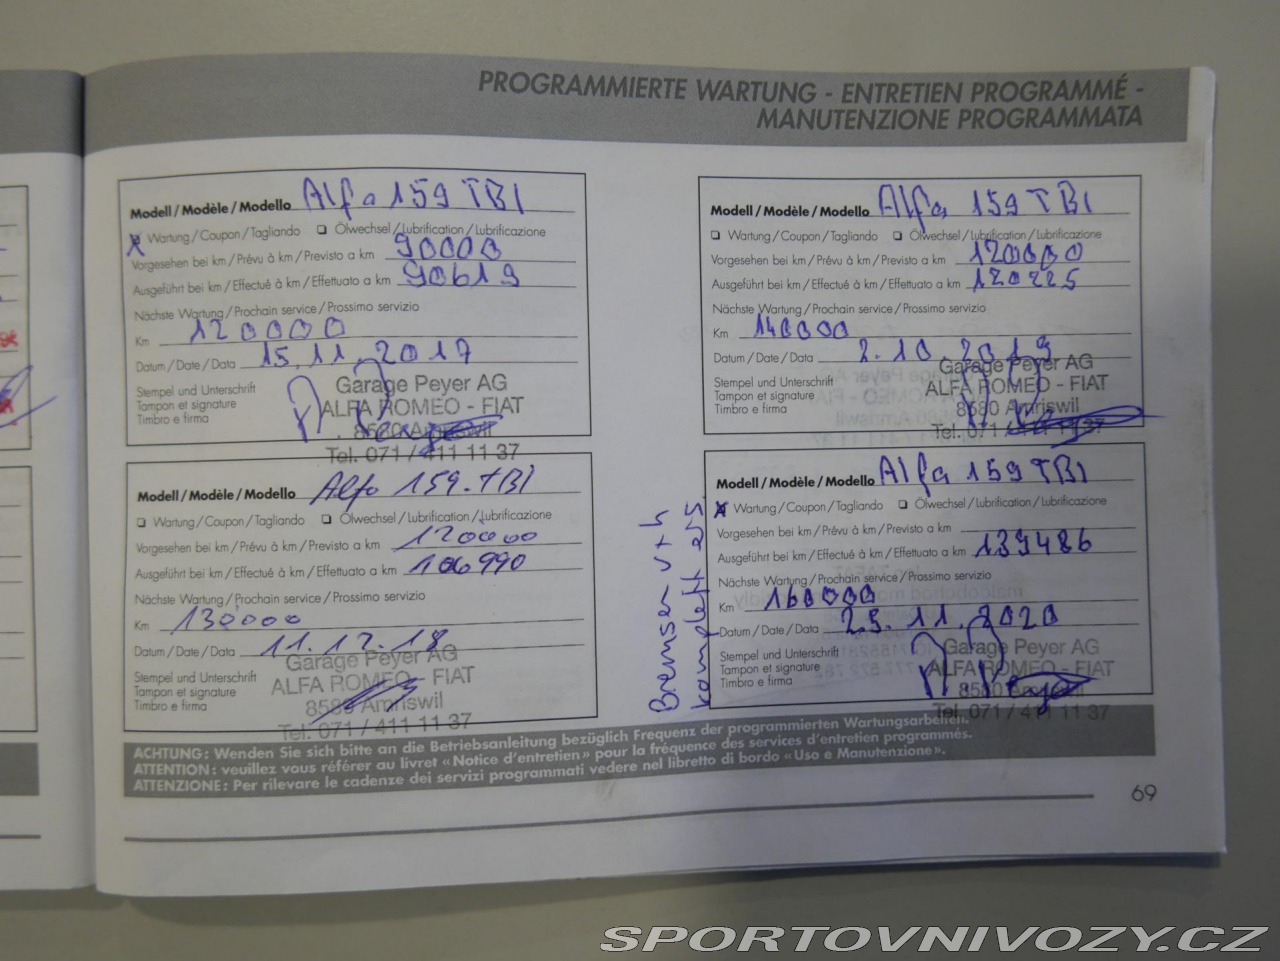 PROGRAMMIERTE WARTUNG - ENTRETIEN PROGRAMMÉ -
MANUTENZIONE PROGRAMMATA
Modell / Modèle / Modello Alfa 159 TBI
X Wartung / Coupon / Tagliando ❑ Ölwechsel / Lubrification / Lubrificazione
Vorgesehen bei km / Prévu à km / Previsto a km 90000
Ausgeführt bei km / Effectué à km / Effettuato a km 90619
Nächste Wartung / Prochain service / Prossimo servizio
Km 120000
Datum / Date / Data 15.11.2017
Stempel und Unterschrift
Tampon et signature
Timbro e firma
Garage Peyer AG
ALFA ROMEO - FIAT
8580 Amriswil
Tel. 071 / 411 11 37
Modell / Modèle / Modello Alfa 159 TBI
❑ Wartung / Coupon / Tagliando ❑ Ölwechsel / Lubrification / Lubrificazione
Vorgesehen bei km / Prévu à km / Previsto a km 120000
Ausgeführt bei km / Effectué à km / Effettuato a km 106990
Nächste Wartung / Prochain service / Prossimo servizio
Km 130000
Datum / Date / Data 11.12.18
Stempel und Unterschrift
Tampon et signature
Timbro e firma
Garage Peyer AG
ALFA ROMEO - FIAT
8580 Amriswil
Tel. 071 / 411 11 37
Modell / Modèle / Modello Alfa 159 TBI
❑ Wartung / Coupon / Tagliando ❑ Ölwechsel / Lubrification / Lubrificazione
Vorgesehen bei km / Prévu à km / Previsto a km 120000
Ausgeführt bei km / Effectué à km / Effettuato a km 120225
Nächste Wartung / Prochain service / Prossimo servizio
Km 140000
Datum / Date / Data 2.10.2019
Stempel und Unterschrift
Tampon et signature
Timbro e firma
Garage Peyer AG
ALFA ROMEO - FIAT
8580 Amriswil
Tel. 071 / 411 11 37
Bremsen v+h
komplett
Modell / Modèle / Modello Alfa 159 TBI
X Wartung / Coupon / Tagliando ❑ Ölwechsel / Lubrification / Lubrificazione
Vorgesehen bei km / Prévu à km / Previsto a km
Ausgeführt bei km / Effectué à km / Effettuato a km 139486
Nächste Wartung / Prochain service / Prossimo servizio
Km 160000
Datum / Date / Data 25.11.2020
Stempel und Unterschrift
Tampon et signature
Timbro e firma
Garage Peyer AG
ALFA ROMEO - FIAT
8580 Amriswil
Tel. 071 / 411 11 37
ACHTUNG: Wenden Sie sich bitte an die Betriebsanleitung bezüglich Frequenz der programmierten Wartungsarbeiten.
ATTENTION: veuillez vous référer au livret «Notice d'entretien» pour la fréquence des services d'entretien programmés.
ATTENZIONE: Per rilevare le cadenze dei servizi programmati vedere nel libretto di bordo «Uso e Manutenzione».
69
SPORTOVNIVOZY.CZ